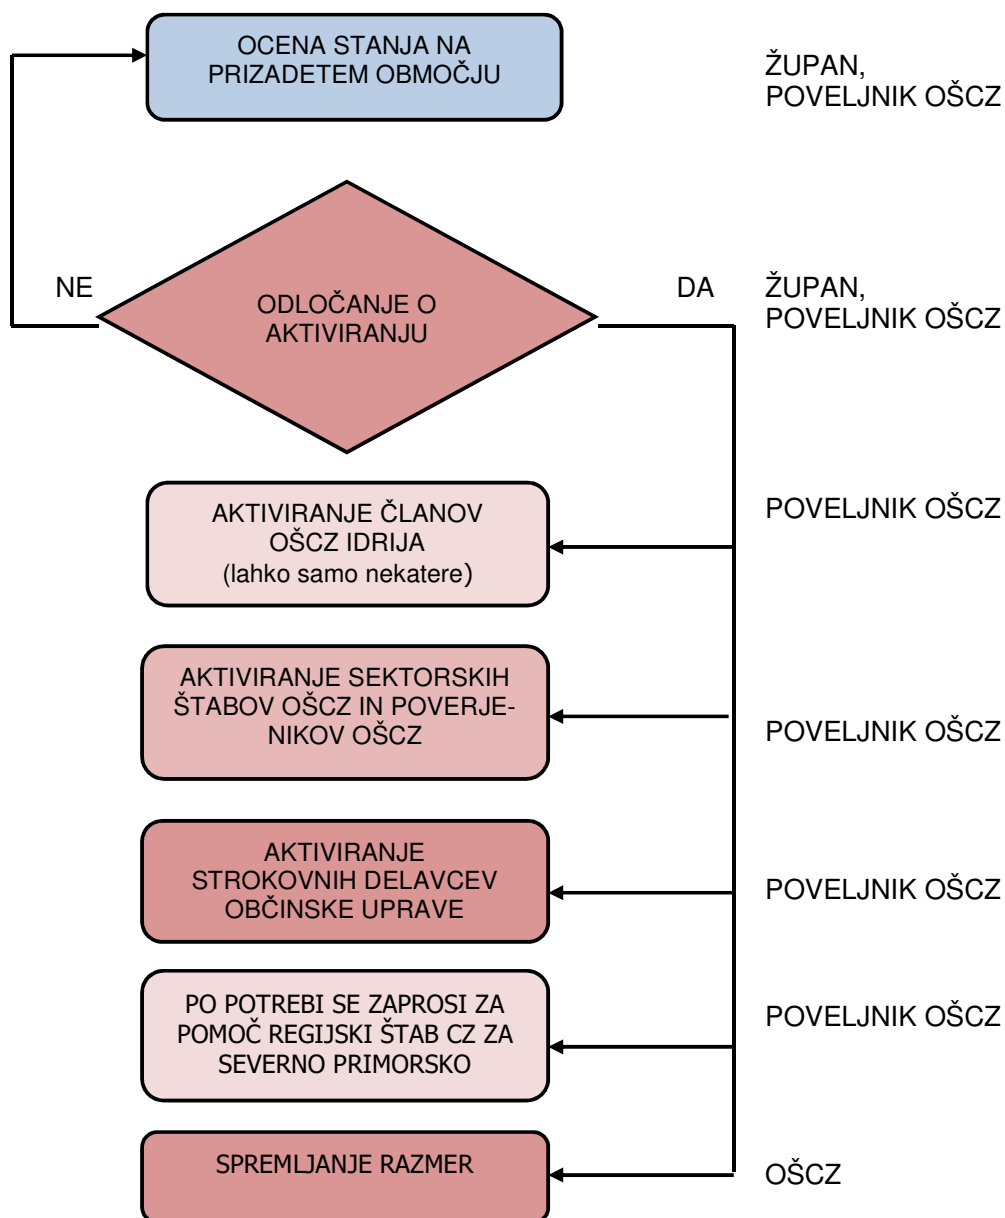 OCENA STANJA NA
PRIZADETEM OBMOČJU
ŽUPAN,
POVELJNIK OŠCZ
NE
ODLOČANJE O
AKTIVIRANJU
DA
ŽUPAN,
POVELJNIK OŠCZ
AKTIVIRANJE ČLANOV
OŠCZ IDRIJA
(lahko samo nekatere)
POVELJNIK OŠCZ
AKTIVIRANJE SEKTORSKIH
ŠTABOV OŠCZ IN POVERJE-
NIKOV OŠCZ
POVELJNIK OŠCZ
AKTIVIRANJE
STROKOVNIH DELAVCEV
OBČINSKE UPRAVE
POVELJNIK OŠCZ
PO POTREBI SE ZAPROSI ZA
POMOČ REGIJSKI ŠTAB CZ ZA
SEVERNO PRIMORSKO
POVELJNIK OŠCZ
SPREMLJANJE RAZMER
OŠCZ